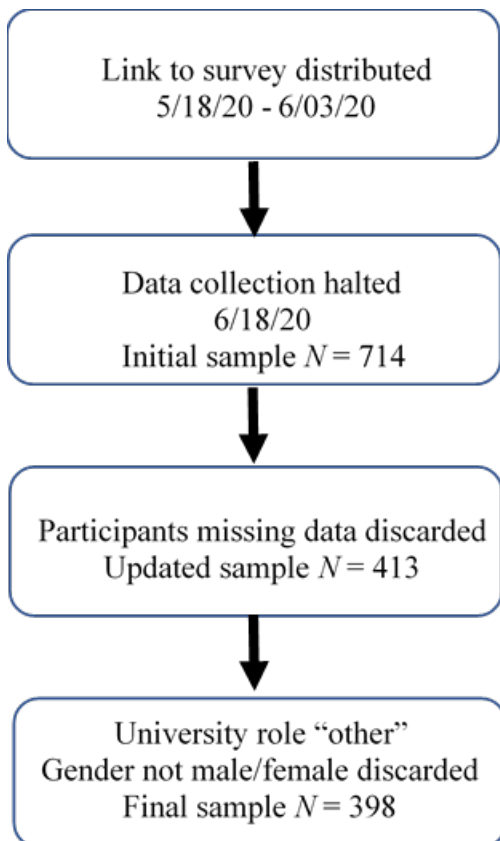 Link to survey distributed
5/18/20 - 6/03/20
Data collection halted
6/18/20
Initial sample N = 714
Participants missing data discarded
Updated sample N = 413
University role “other”
Gender not male/female discarded
Final sample N = 398